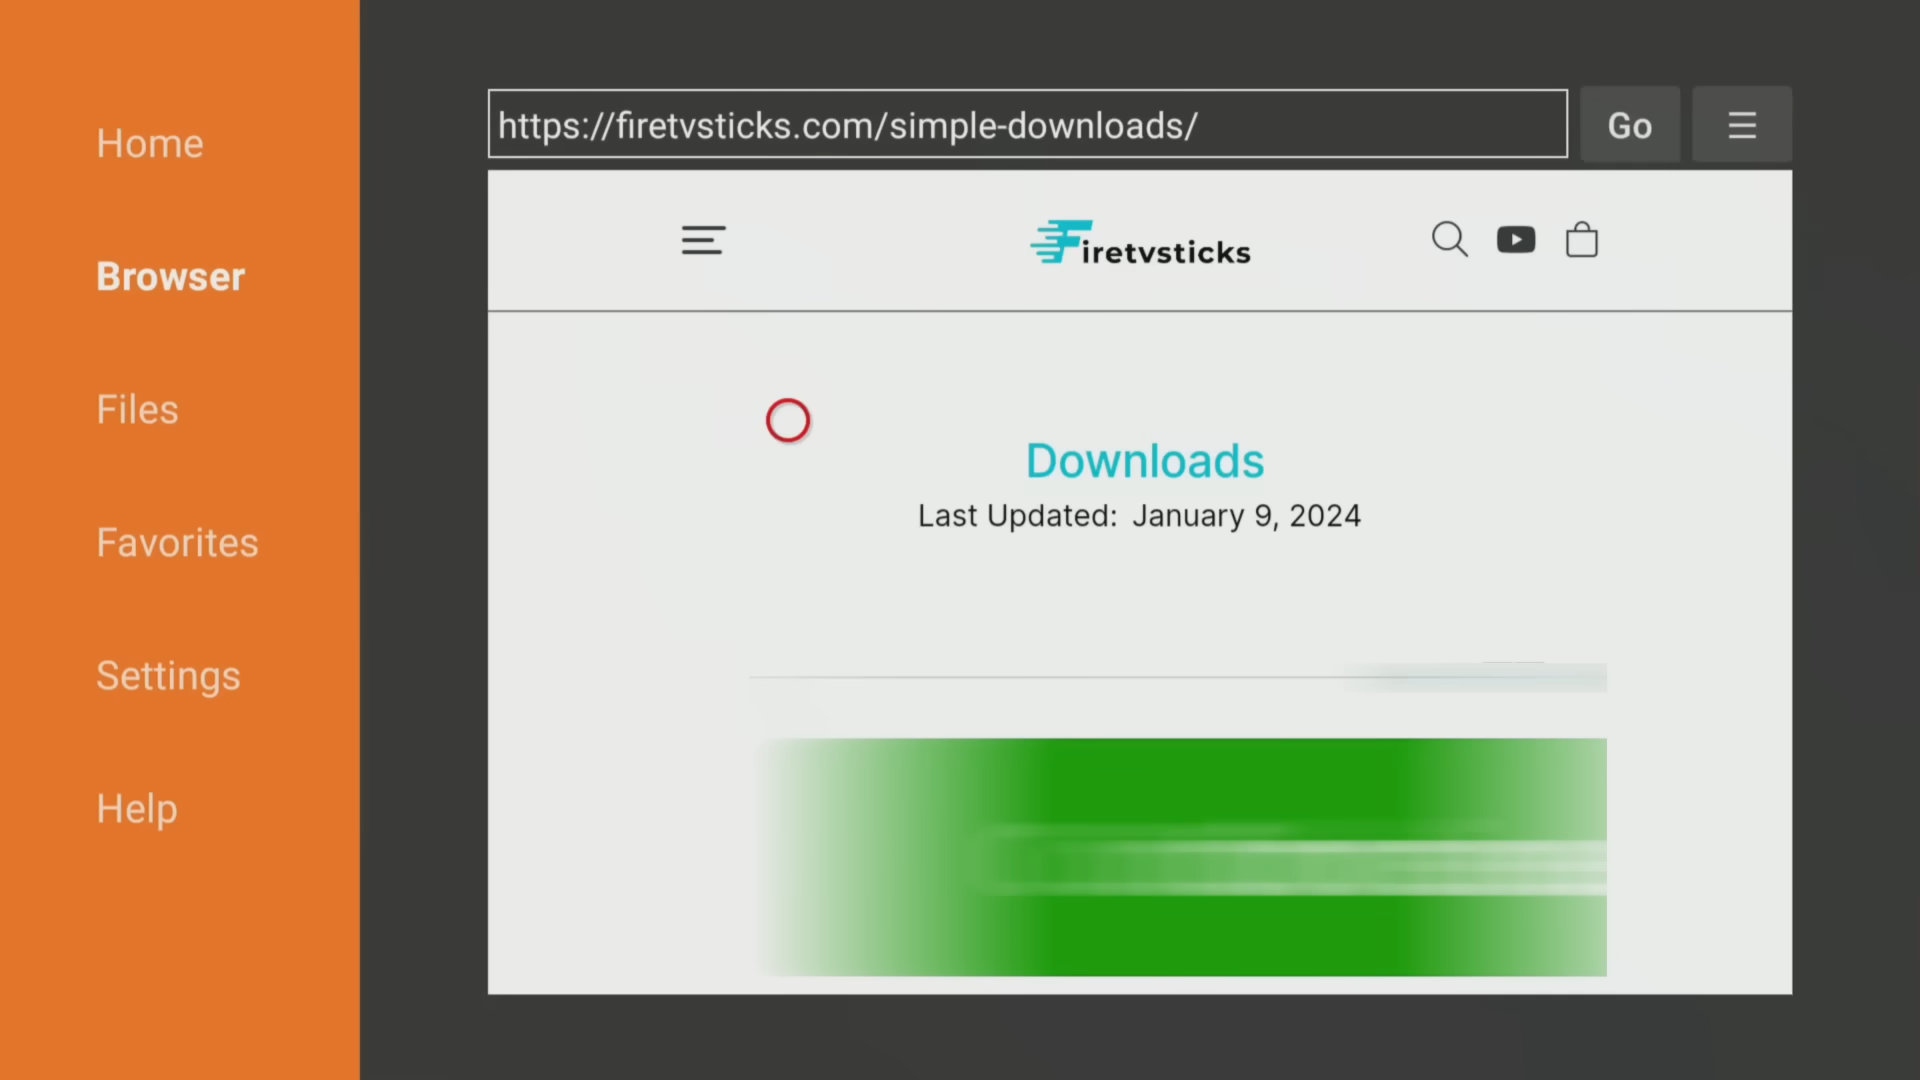 Home
Browser
Files
Favorites
Settings
Help
https://firetvsticks.com/simple-downloads/
Go
Firetvsticks
Downloads
Last Updated: January 9, 2024